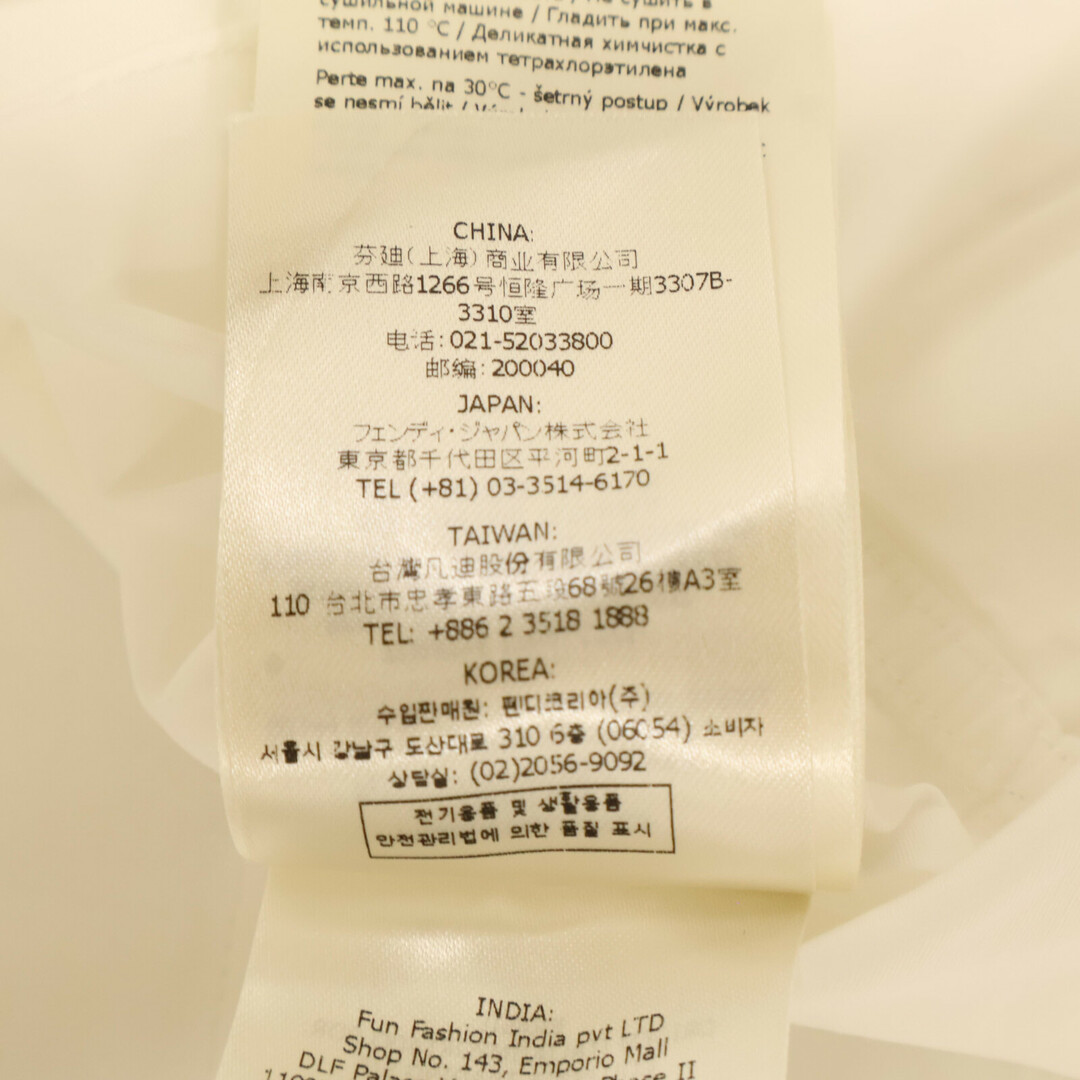 сушильной машине / Гладить при макс.
темп. 110 °C / Деликатная химчистка с
использованием тетрахлорэтилена
Perte max. na 30°C - šetrný postup / Výrobek
se nesmí bělit /
CHINA:
芬迪(上海)商业有限公司
上海南京西路1266号恒隆广场一期3307B-
3310室
电话: 021-52033800
邮编: 200040
JAPAN:
フェンディ・ジャパン株式会社
東京都千代田区平河町2-1-1
TEL (+81) 03-3514-6170
TAIWAN:
台灣凡迪股份有限公司
110 台北市忠孝東路五段68號26樓A3室
TEL: +886 2 3518 1888
KOREA:
수입판매원: 펜디코리아(주)
서울시 강남구 도산대로 310 6층 (06054) 소비자
상담실: (02)2056-9092
전기용품 및 생활용품
안전관리법에 의한 품질 표시
INDIA:
Fun Fashion India pvt LTD
Shop No. 143, Emporio Mall
DLF Phase II